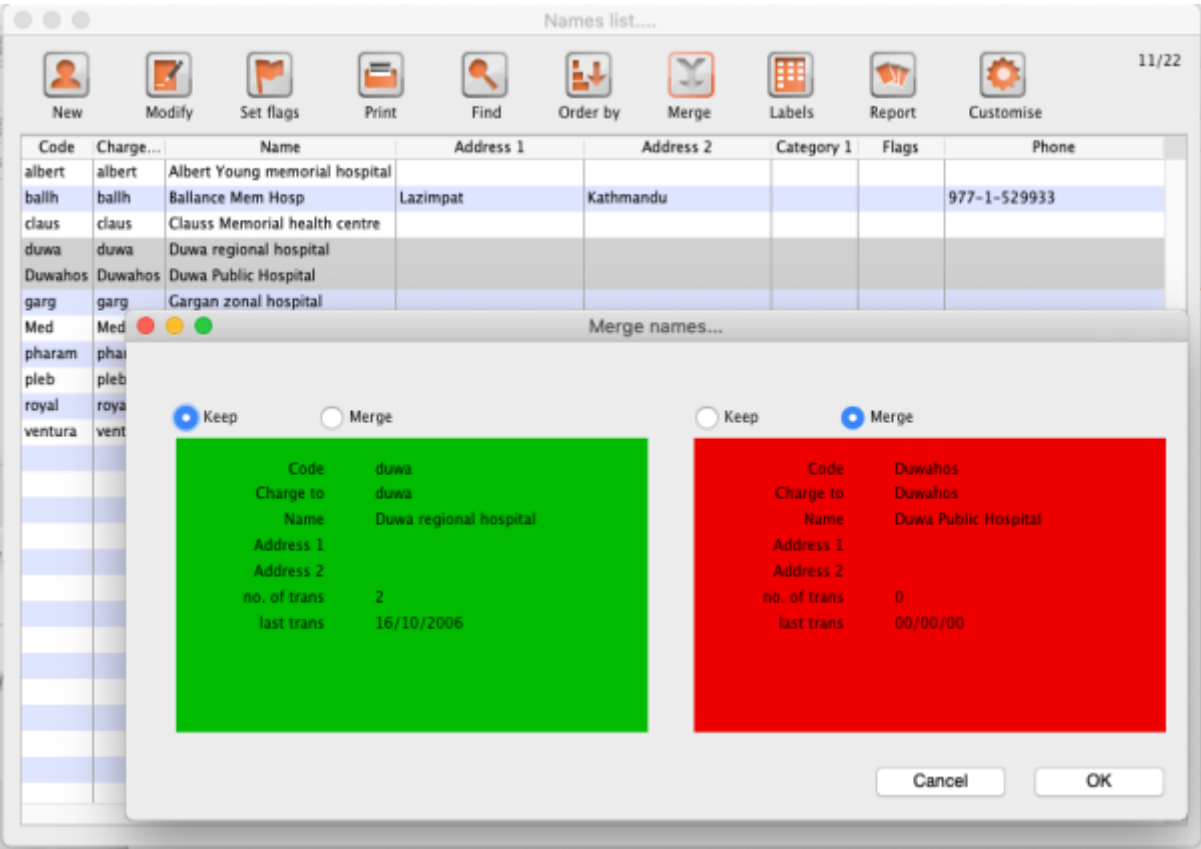 Names list....
11/22
New Modify Set flags Print Find Order by Merge Labels Report Customise
Code Charge... Name Address 1 Address 2 Category 1 Flags Phone
albert albert Albert Young memorial hospital
ballh ballh Ballance Mem Hosp Lazimpat Kathmandu 977-1-529933
claus claus Clauss Memorial health centre
duwa duwa Duwa regional hospital
Duwahos Duwahos Duwa Public Hospital
garg garg Gargan zonal hospital
Med Med
pharam phar
pleb pleb
royal roya
ventura vent
Merge names...
Keep Merge
Code duwa
Charge to duwa
Name Duwa regional hospital
Address 1
Address 2
no. of trans 2
last trans 16/10/2006
Keep Merge
Code Duwahos
Charge to Duwahos
Name Duwa Public Hospital
Address 1
Address 2
no. of trans 0
last trans 00/00/00
Cancel OK